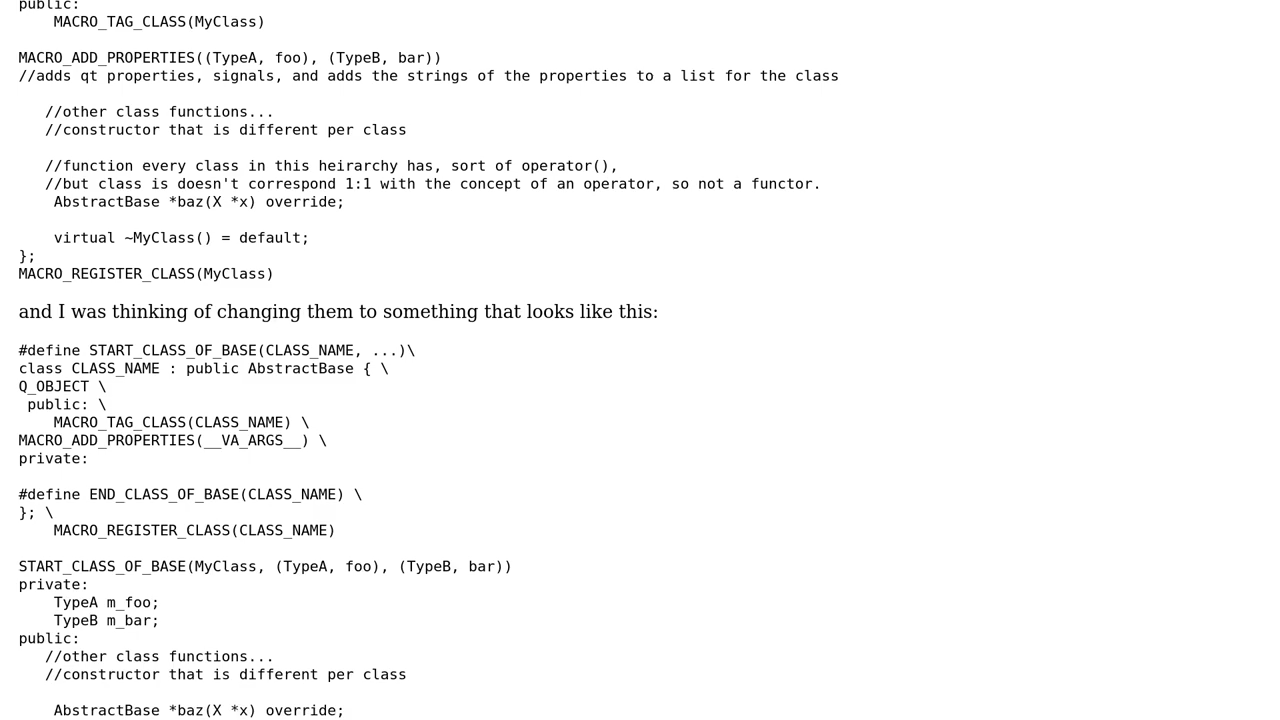 public:
    MACRO_TAG_CLASS(MyClass)

MACRO_ADD_PROPERTIES((TypeA, foo), (TypeB, bar))
//adds qt properties, signals, and adds the strings of the properties to a list for the class

   //other class functions...
   //constructor that is different per class

   //function every class in this heirarchy has, sort of operator(),
   //but class is doesn't correspond 1:1 with the concept of an operator, so not a functor.
    AbstractBase *baz(X *x) override;

    virtual ~MyClass() = default;
};
MACRO_REGISTER_CLASS(MyClass)

and I was thinking of changing them to something that looks like this:

#define START_CLASS_OF_BASE(CLASS_NAME, ...)\
class CLASS_NAME : public AbstractBase { \
Q_OBJECT \
 public: \
    MACRO_TAG_CLASS(CLASS_NAME) \
MACRO_ADD_PROPERTIES(__VA_ARGS__) \
private:

#define END_CLASS_OF_BASE(CLASS_NAME) \
}; \
    MACRO_REGISTER_CLASS(CLASS_NAME)

START_CLASS_OF_BASE(MyClass, (TypeA, foo), (TypeB, bar))
private:
    TypeA m_foo;
    TypeB m_bar;
public:
   //other class functions...
   //constructor that is different per class

    AbstractBase *baz(X *x) override;